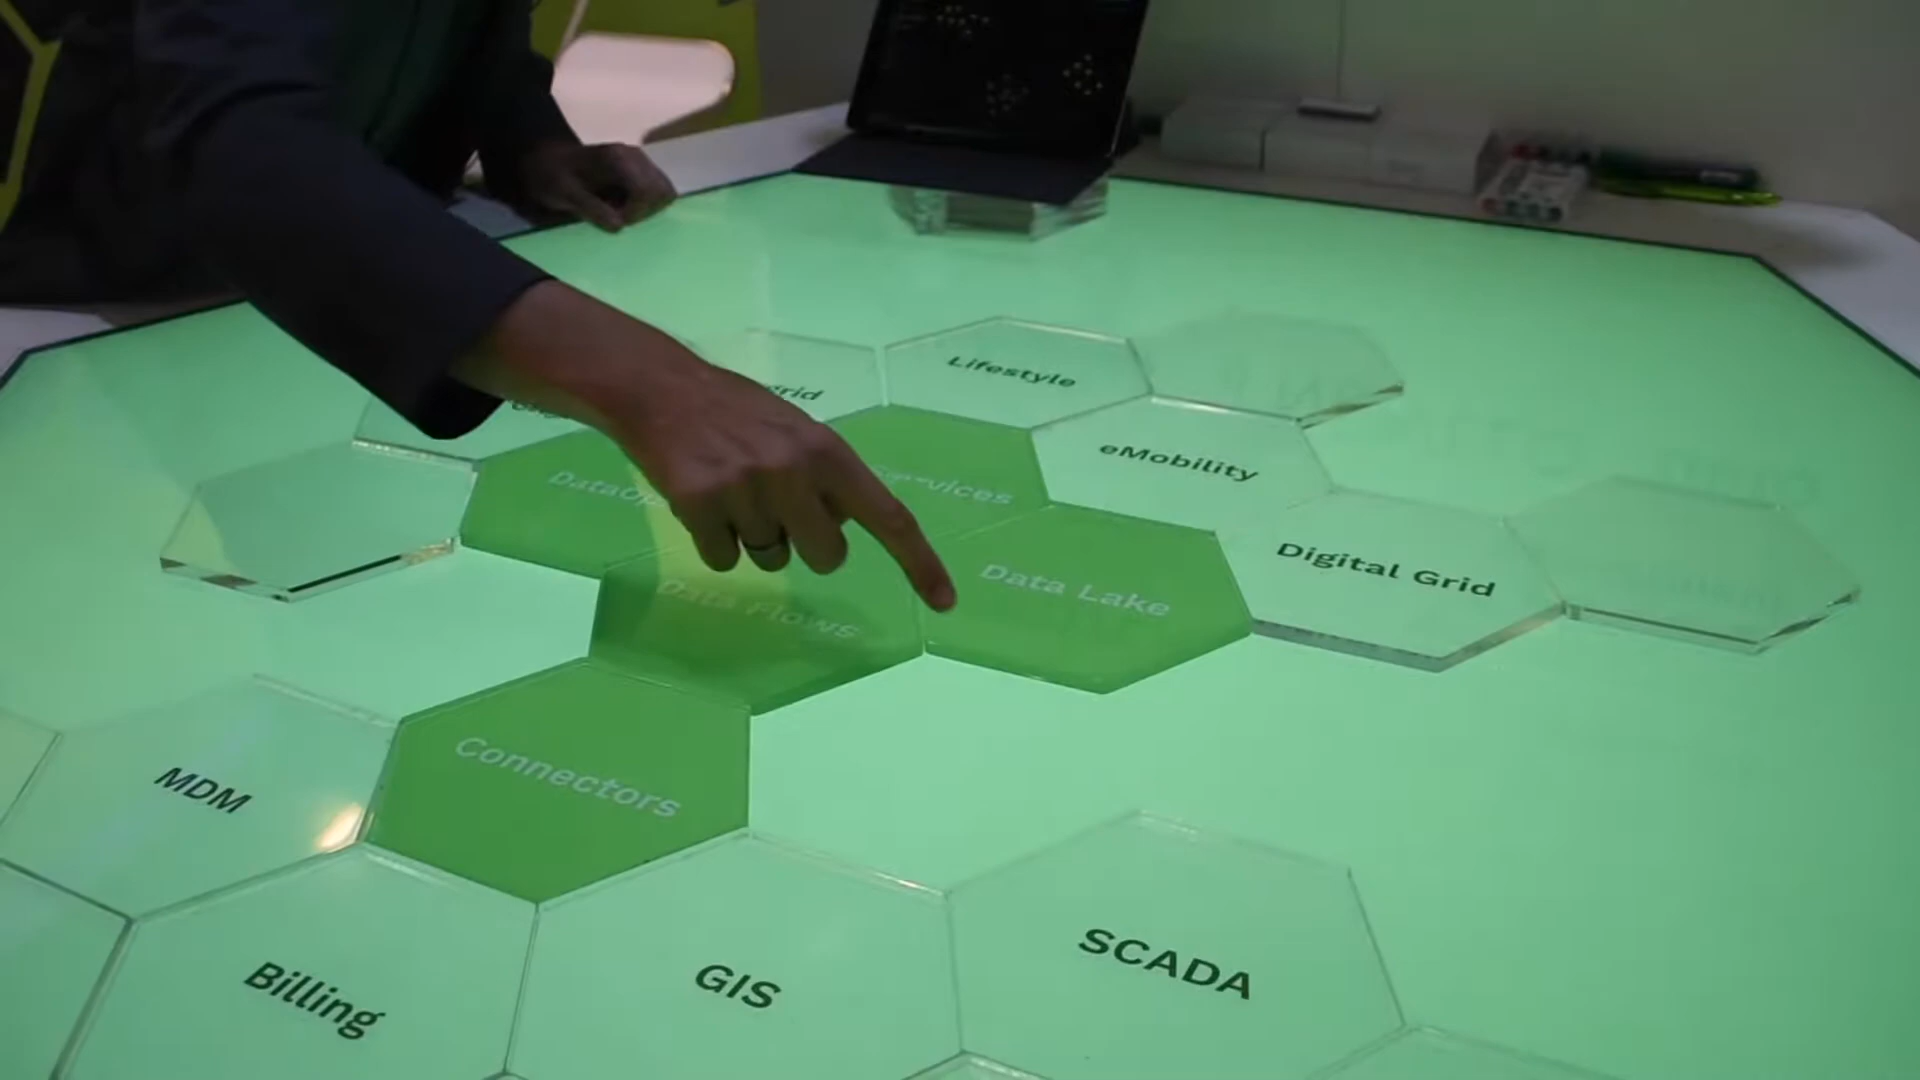 Lifestyle
eMobility
Services
Digital Grid
Data Lake
Data Flows
Connectors
MDM
SCADA
GIS
Billing